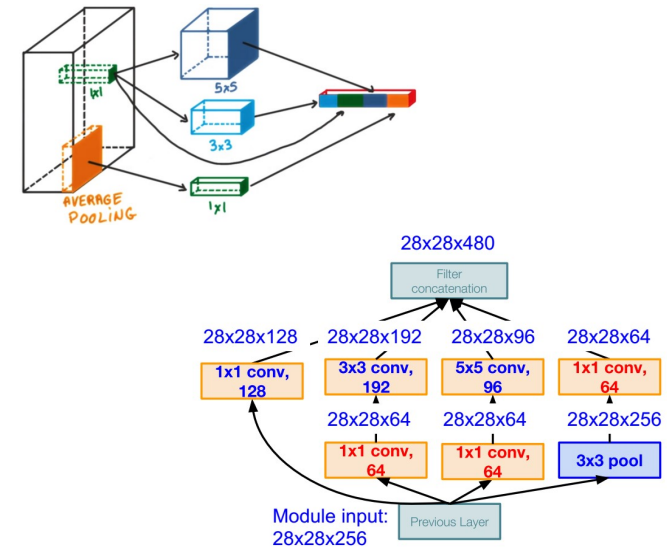 5x5
1x1
3x3
AVERAGE
POOLING
1x1
28x28x480
Filter
concatenation
28x28x128
28x28x192
28x28x96
28x28x64
1x1 conv,
128
3x3 conv,
192
5x5 conv,
96
1x1 conv,
64
28x28x64
28x28x64
28x28x256
1x1 conv,
64
1x1 conv,
64
3x3 pool
Module input:
28x28x256
Previous Layer